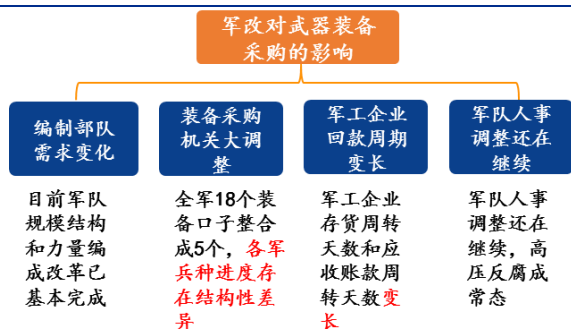 军改对武器装备
采购的影响
编制部队
需求变化
装备采购
机关大调
整
军工企业
回款周期
变长
军队人事
调整还在
继续
目前军队
规模结构
和力量编
成改革已
基本完成
全军18个装
备口子整合
成5个，各军
兵种进度存
在结构性差
异
军工企业
存货周转
天数和应
收账款周
转天数变
长
军队人事
调整还在
继续，高
压反腐成
常态